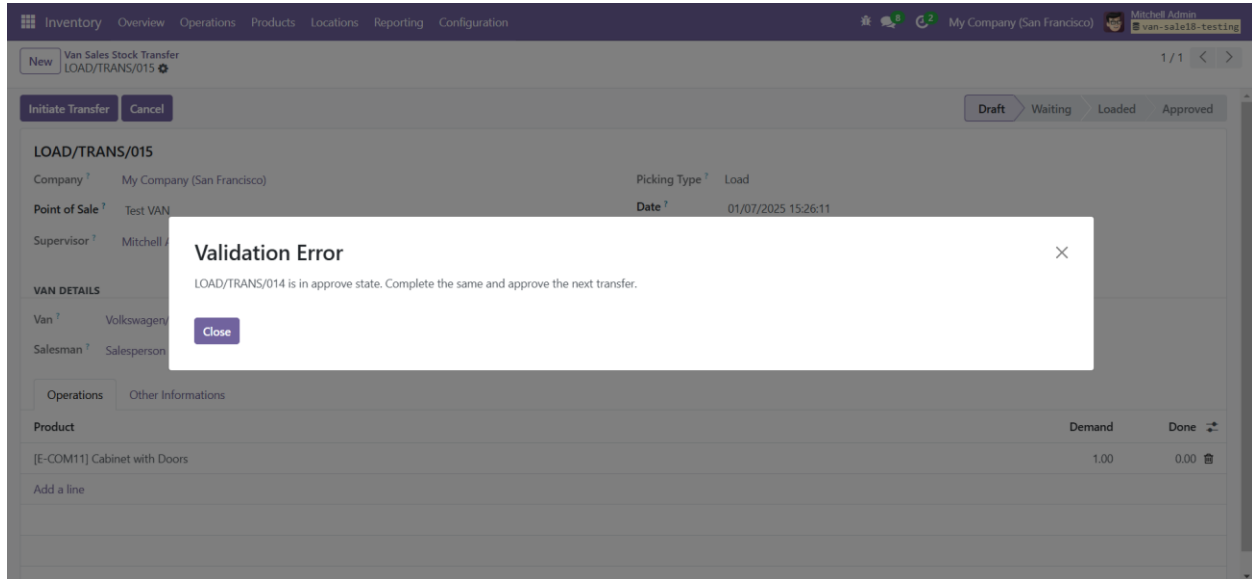 Inventory Overview Operations Products Locations Reporting Configuration 8 2 My Company (San Francisco) Mitchell Admin
van-sale18-testing
New Van Sales Stock Transfer 1 / 1
LOAD/TRANS/015
Initiate Transfer Cancel Draft Waiting Loaded Approved
LOAD/TRANS/015
Company ? My Company (San Francisco) Picking Type ? Load
Point of Sale ? Test VAN Date ? 01/07/2025 15:26:11
Supervisor ? Mitchell A
Validation Error
LOAD/TRANS/014 is in approve state. Complete the same and approve the next transfer.
Close
VAN DETAILS
Van ? Volkswagen/
Salesman ? Salesperson
Operations Other Informations
Product Demand Done
[E-COM11] Cabinet with Doors 1.00 0.00
Add a line